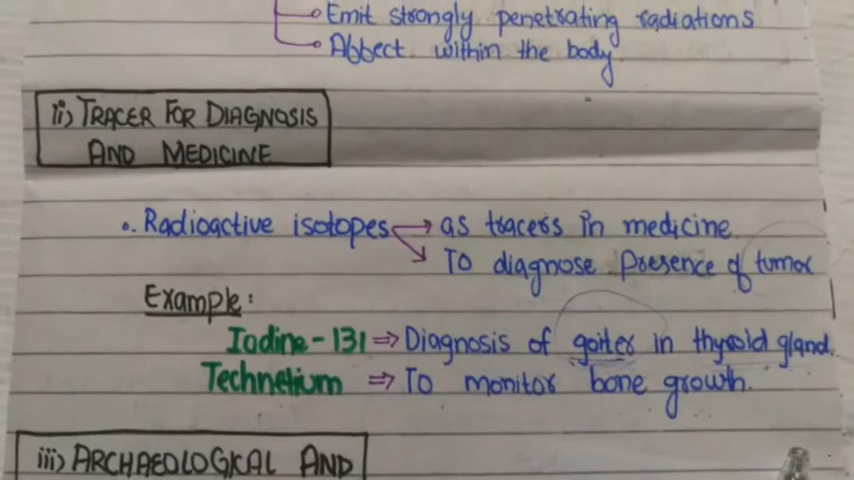 Emit strongly penetrating radiations
Abbect within the body
ii) TRACER FOR DIAGNOSIS
AND MEDICINE
Radioactive isotopes → as tracers in medicine
→ To diagnose Presence of tumor
Example:
Iodine-131 ⇒ Diagnosis of goiter in thyroid gland.
Technetium ⇒ To monitor bone growth.
iii) ARCHAEOLOGICAL AND